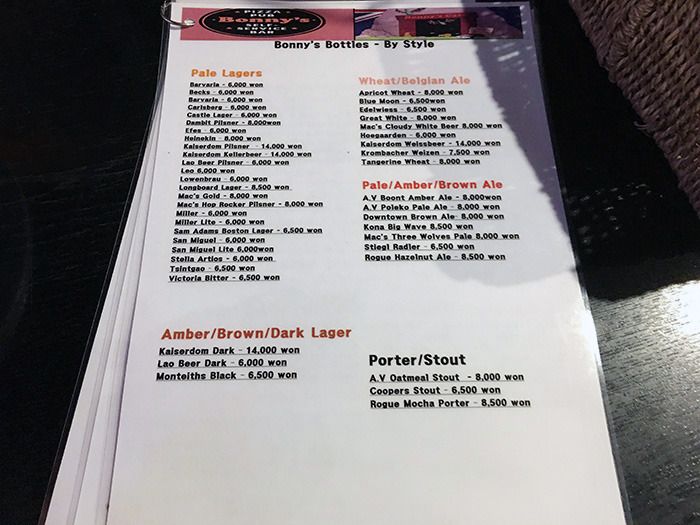 PIZZA
PUB
Bonny's
SELF
SERVICE
BAR
Bonny's Bottles - By Style
Pale Lagers
Barvaria - 6,000 won
Becks - 6,000 won
Barvaria - 6,000 won
Carlsberg - 6,000 won
Castle Lager - 6,000 won
Dambit Pilsner - 8,000won
Efes - 6,000 won
Heinekin - 8,000 won
Kaiserdom Pilsner - 14,000 won
Kaiserdom Kellerbeer - 14,000 won
Lao Beer Pilsner - 6,000 won
Leo 6,000 won
Lowenbrau - 6,000 won
Longboard Lager - 8,500 won
Mac's Gold - 8,000 won
Mac's Hop Rocker Pilsner - 8,000 won
Miller - 6,000 won
Miller Lite - 6,000 won
Sam Adams Boston Lager - 6,500 won
San Miguel - 6,000 won
San Miguel Lite 6,000won
Stella Artios - 6,000 won
Tsintgao - 6,500 won
Victoria Bitter - 6,500 won
Wheat/Belgian Ale
Apricot Wheat - 8,000 won
Blue Moon - 6,500won
Edelwiess - 6,500 won
Great White - 8,000 won
Mac's Cloudy White Beer 8,000 won
Hoegaarden - 6,000 won
Kaiserdom Weissbeer - 14,000 won
Krombacher Weizen - 7,500 won
Tangerine Wheat - 8,000 won
Pale/Amber/Brown Ale
A.V Boont Amber Ale - 8,000won
A.V Poleko Pale Ale - 8,000 won
Downtown Brown Ale- 8,000 won
Kona Big Wave 8,500 won
Mac's Three Wolves Pale 8,000 won
Stiegl Radler - 6,500 won
Rogue Hazelnut Ale - 8,500 won
Amber/Brown/Dark Lager
Kaiserdom Dark - 14,000 won
Lao Beer Dark - 6,000 won
Monteiths Black - 6,500 won
Porter/Stout
A.V Oatmeal Stout - 8,000 won
Coopers Stout - 6,500 won
Rogue Mocha Porter - 8,500 won